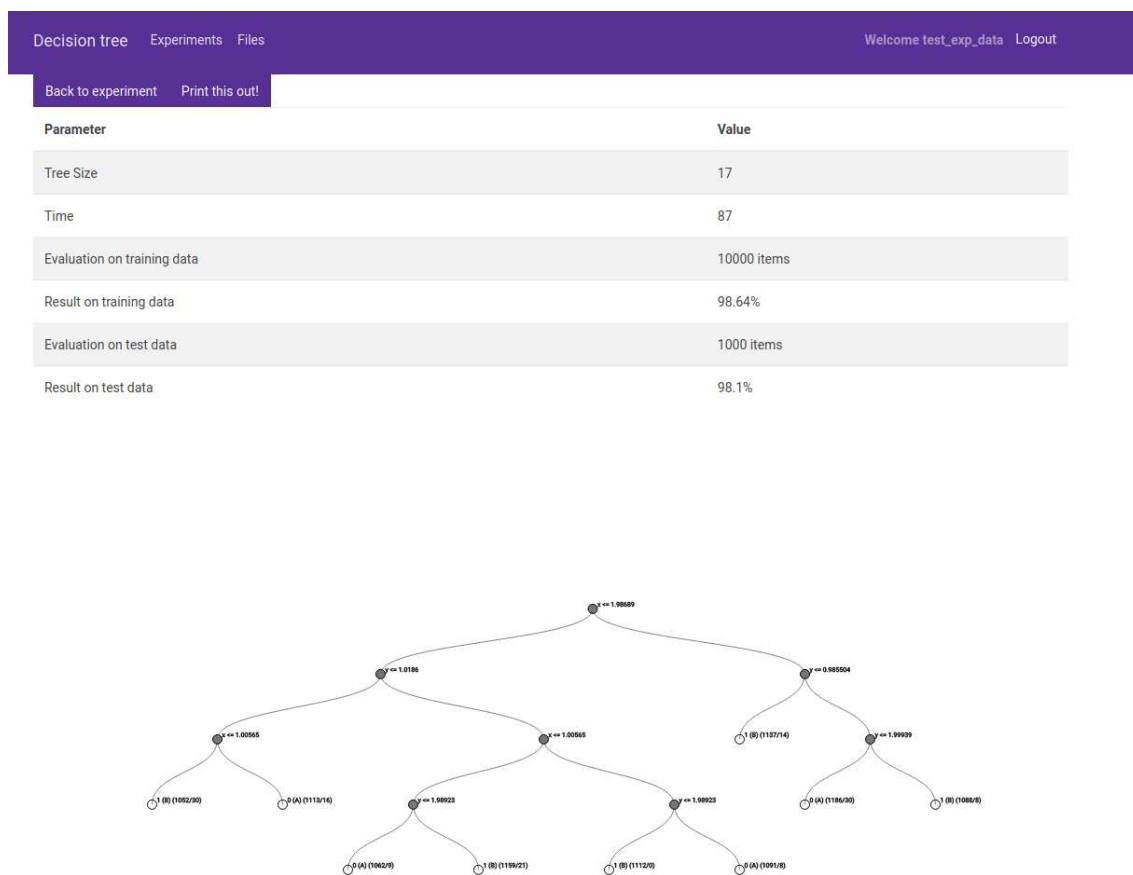 Decision tree Experiments Files Welcome test_exp_data Logout
Back to experiment Print this out!
Parameter Value
Tree Size 17
Time 87
Evaluation on training data 10000 items
Result on training data 98.64%
Evaluation on test data 1000 items
Result on test data 98.1%
x <= 1.98689
y <= 1.0186 y <= 0.985504
x <= 1.00565 x <= 1.00565 1 (B) (1137/14) y <= 1.99939
1 (B) (1052/30) 0 (A) (1113/16) y <= 1.98923 y <= 1.98923 0 (A) (1186/30) 1 (B) (1088/8)
0 (A) (1062/9) 1 (B) (1159/21) 1 (B) (1112/0) 0 (A) (1091/8)